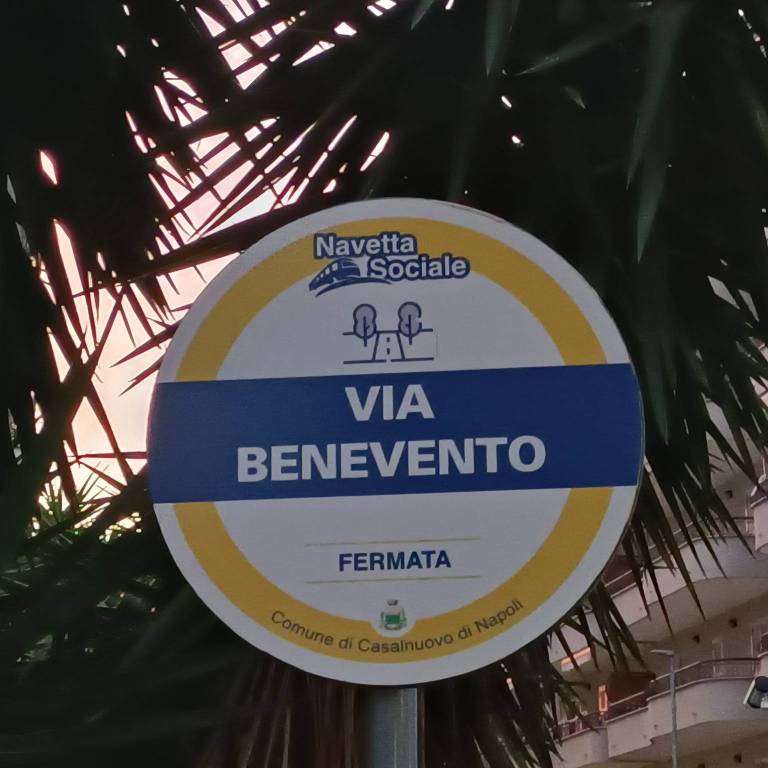 Navetta
Sociale
VIA
BENEVENTO
FERMATA
Comune di Casalnuovo di Napoli